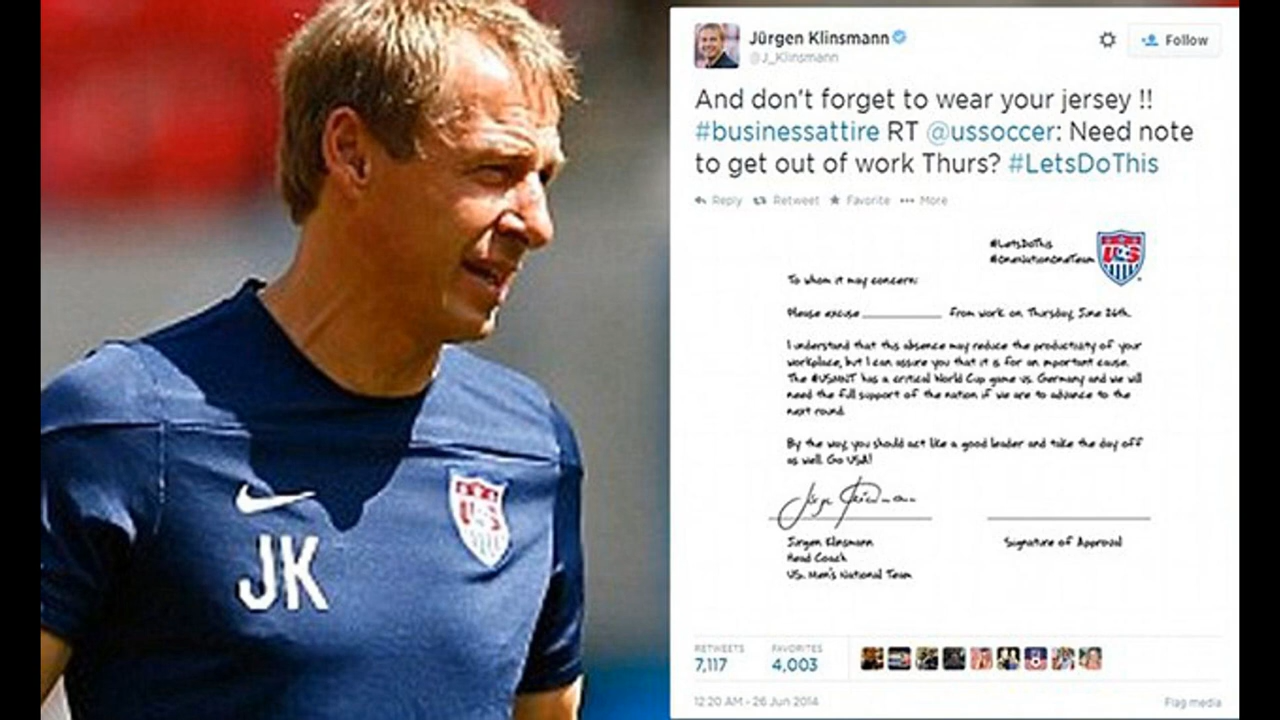 JK
US
Jürgen Klinsmann
@J_Klinsmann
Follow
And don't forget to wear your jersey !!
#businessattire RT @ussoccer: Need note
to get out of work Thurs? #LetsDoThis
Reply Retweet Favorite More
#LetsDoThis
#OneNationOneTeam
US
To whom it may concern:
Please excuse __________ from work on Thursday, June 26th.
I understand that this absence may reduce the productivity of your
workplace, but I can assure you that it is for an important cause.
The #USMNT has a critical World Cup game vs. Germany and we will
need the full support of the nation if we are to advance to the
next round.
By the way, you should act like a good leader and take the day off
as well. Go USA!
Jürgen Klinsmann
Jurgen Klinsmann
Head Coach
U.S. Men's National Team
Signature of Approval
RETWEETS FAVORITES
7,117 4,003
12:20 AM - 26 Jun 2014
Flag media